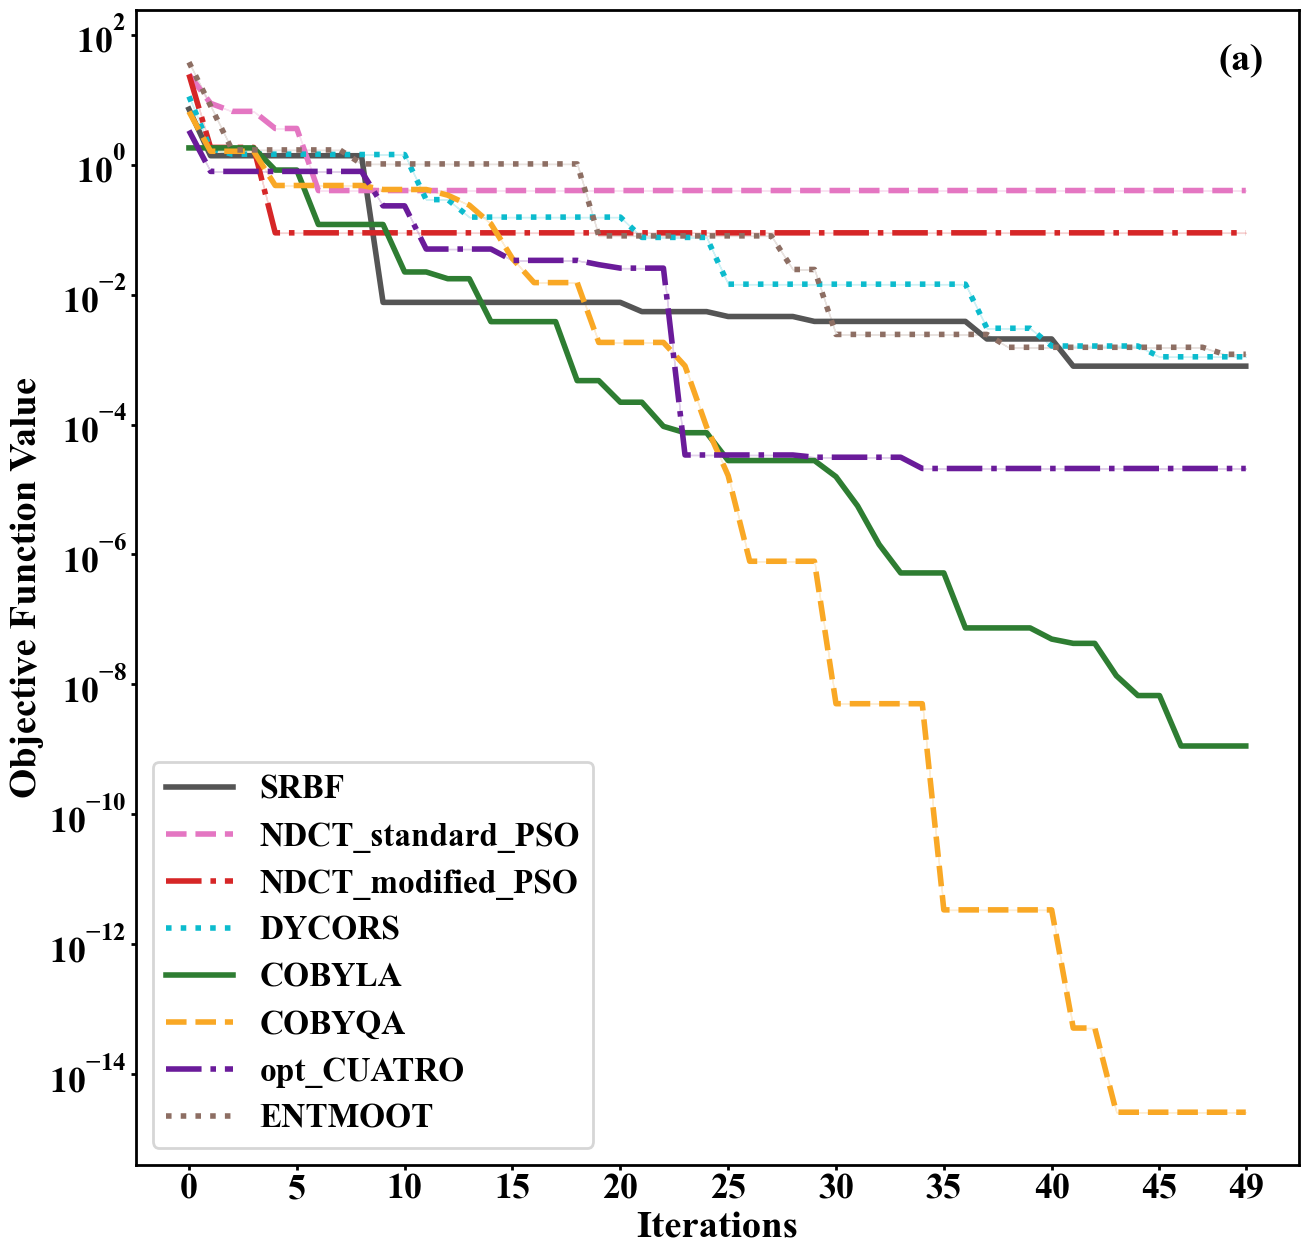 (a)
10^2
10^0
10^−2
10^−4
10^−6
10^−8
10^−10
10^−12
10^−14
Objective Function Value
SRBF
NDCT_standard_PSO
NDCT_modified_PSO
DYCORS
COBYLA
COBYQA
opt_CUATRO
ENTMOOT
0 5 10 15 20 25 30 35 40 45 49
Iterations